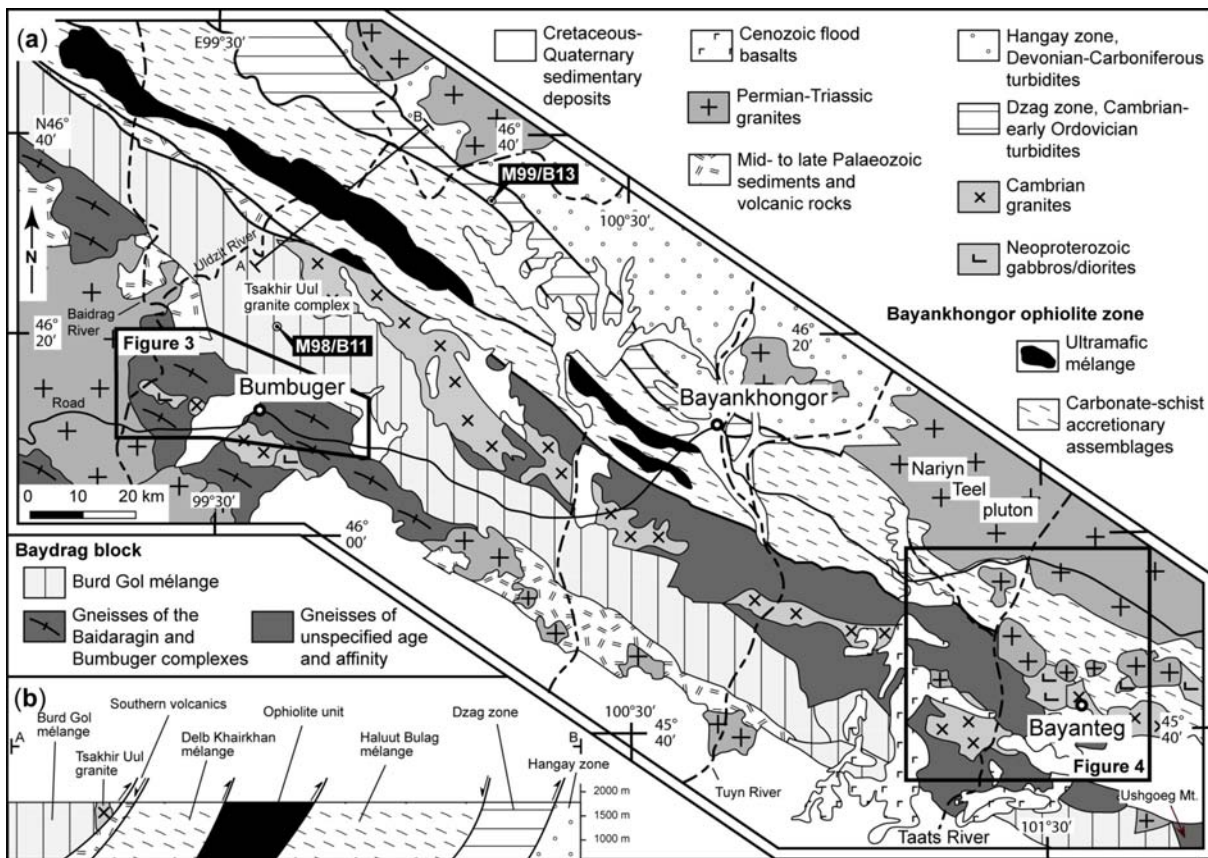 (a)
E99°30′
N46°
40′
46°
20′
99°30′
46°
00′
46°
40′
100°30′
46°
20′
100°30′
45°
40′
45°
40′
101°30′
N
A
B
M99/B13
M98/B11
Uldzit River
Tsakhir Uul
granite complex
Baidrag
River
Figure 3
Bumbuger
Road
0 10 20 km
Bayankhongor
Nariyn
Teel
pluton
Bayanteg
Figure 4
Ushgoeg Mt.
Tuyn River
Taats River
Cretaceous-
Quaternary
sedimentary
deposits
Cenozoic flood
basalts
Permian-Triassic
granites
Mid- to late Palaeozoic
sediments and
volcanic rocks
Hangay zone,
Devonian-Carboniferous
turbidites
Dzag zone, Cambrian-
early Ordovician
turbidites
Cambrian
granites
Neoproterozoic
gabbros/diorites
Bayankhongor ophiolite zone
Ultramafic
mélange
Carbonate-schist
accretionary
assemblages
Baydrag block
Burd Gol mélange
Gneisses of the
Baidaragin and
Bumbuger complexes
Gneisses of
unspecified age
and affinity
(b)
A
Burd Gol
mélange
Tsakhir Uul
granite
Southern volcanics
Delb Khairkhan
mélange
Ophiolite unit
Haluut Bulag
mélange
Dzag zone
B
Hangay zone
2000 m
1500 m
1000 m